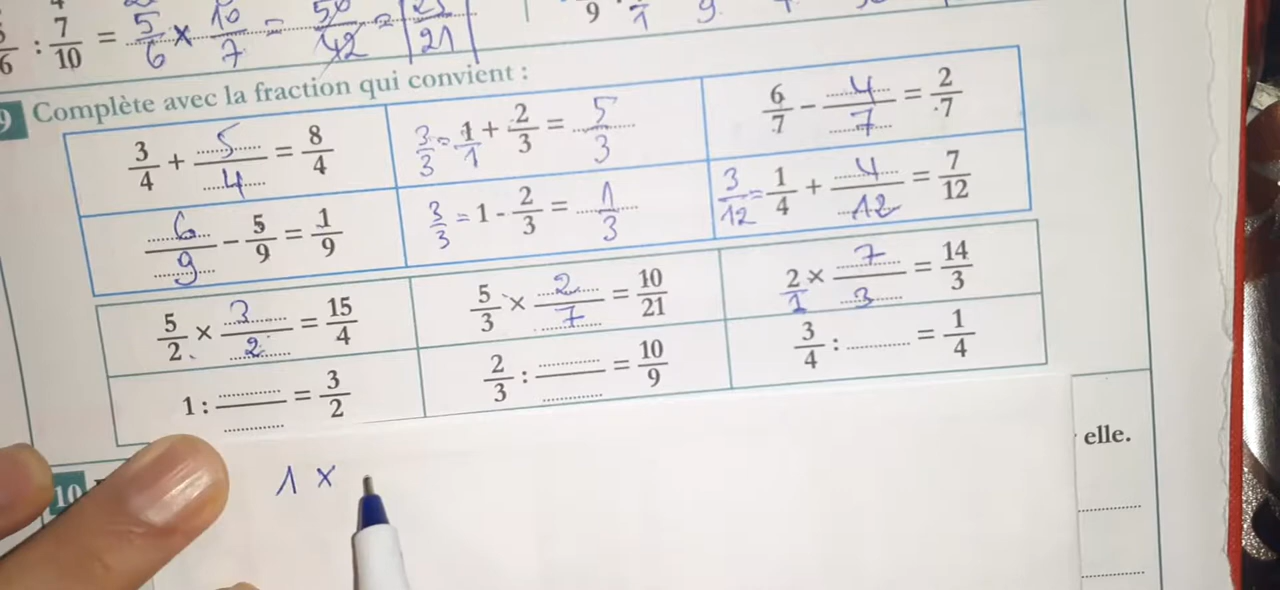 6 : 7/10 = 5/6 × 10/7 = 50/42 = 21
9
9 Complète avec la fraction qui convient :
3/4 + 5/4 = 8/4
3/3 = 1/1 + 2/3 = 5/3
6/7 - 4/7 = 2/7
6/9 - 5/9 = 1/9
3/3 = 1 - 2/3 = 1/3
3/12 = 1/4 + 4/12 = 7/12
5/2 × 3/2 = 15/4
5/3 × 2/7 = 10/21
2/1 × 7/3 = 14/3
1 : ......... = 3/2
2/3 : ......... = 10/9
3/4 : ......... = 1/4
1 ×
10
elle.